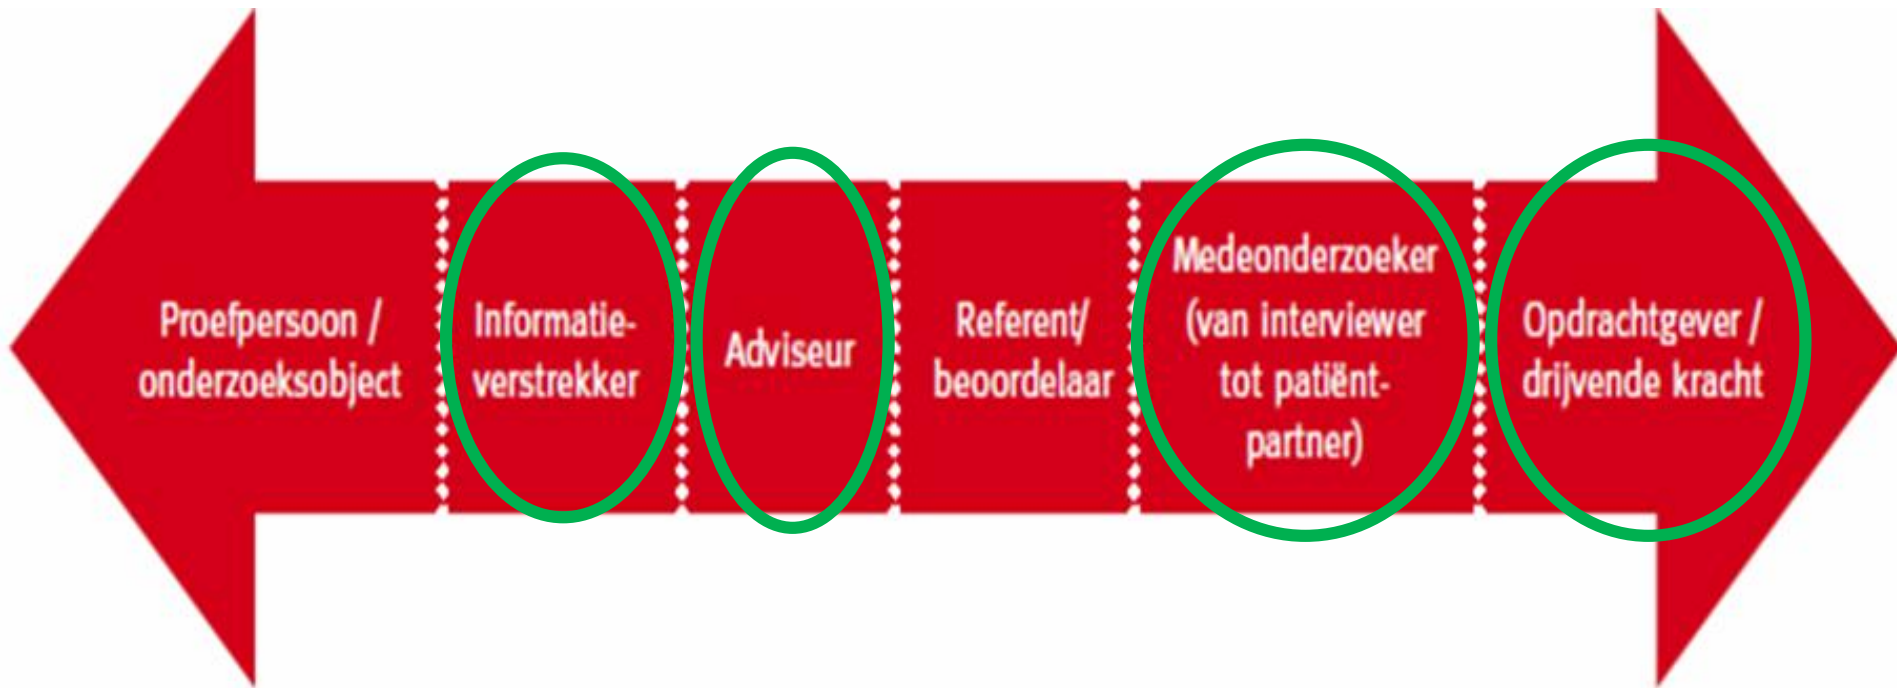 Proefpersoon /
onderzoeksobject
Informatie-
verstrekker
Adviseur
Referent/
beoordelaar
Medeonderzoeker
(van interviewer
tot patiënt-
partner)
Opdrachtgever /
drijvende kracht